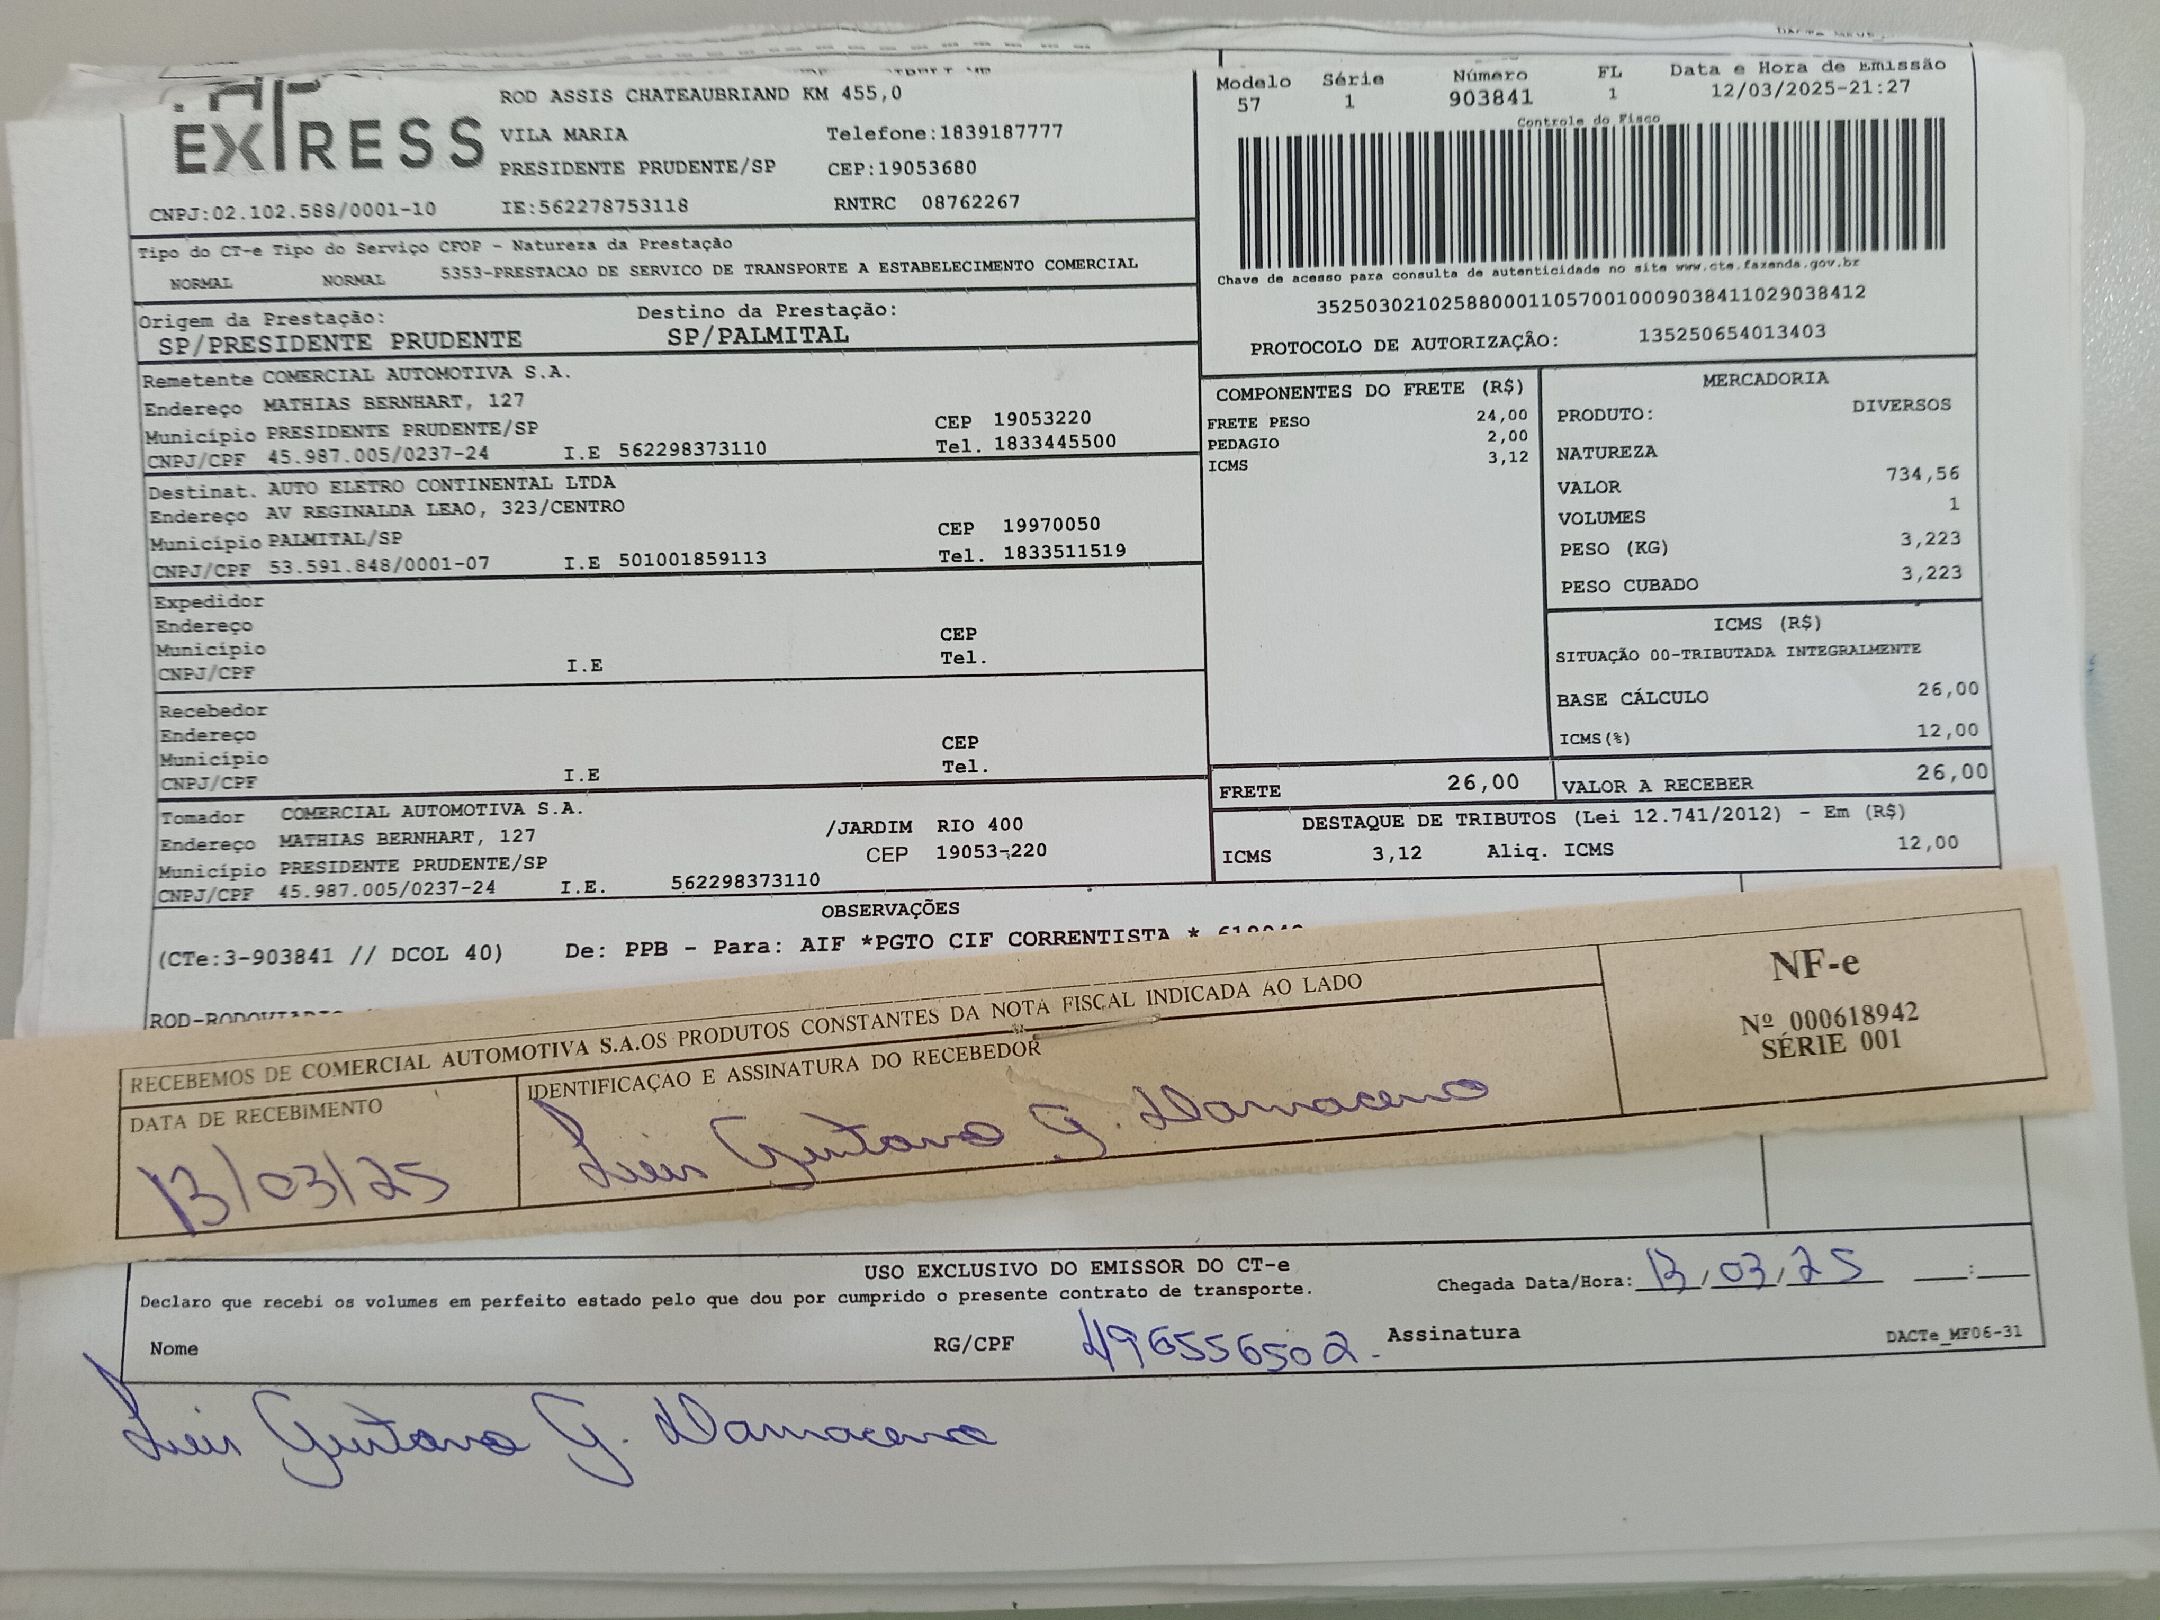 EXPRESS
ROD ASSIS CHATEAUBRIAND KM 455,0
VILA MARIA Telefone:1839187777
PRESIDENTE PRUDENTE/SP CEP:19053680
CNPJ:02.102.588/0001-10 IE:562278753118 RNTRC 08762267
Modelo Série Número FL Data e Hora de Emissão
57 1 903841 1 12/03/2025-21:27
Controle do Fisco
Chave de acesso para consulta de autenticidade no site www.cte.fazenda.gov.br
35250302102588000110570010009038411029038412
PROTOCOLO DE AUTORIZAÇÃO: 135250654013403
Tipo do CT-e Tipo do Serviço CFOP - Natureza da Prestação
NORMAL NORMAL 5353-PRESTACAO DE SERVICO DE TRANSPORTE A ESTABELECIMENTO COMERCIAL
Origem da Prestação: Destino da Prestação:
SP/PRESIDENTE PRUDENTE SP/PALMITAL
Remetente COMERCIAL AUTOMOTIVA S.A.
Endereço MATHIAS BERNHART, 127 CEP 19053220
Município PRESIDENTE PRUDENTE/SP Tel. 1833445500
CNPJ/CPF 45.987.005/0237-24 I.E 562298373110
Destinat. AUTO ELETRO CONTINENTAL LTDA
Endereço AV REGINALDA LEAO, 323/CENTRO CEP 19970050
Município PALMITAL/SP Tel. 1833511519
CNPJ/CPF 53.591.848/0001-07 I.E 501001859113
Expedidor
Endereço CEP
Município Tel.
CNPJ/CPF I.E
Recebedor
Endereço CEP
Município Tel.
CNPJ/CPF I.E
Tomador COMERCIAL AUTOMOTIVA S.A.
Endereço MATHIAS BERNHART, 127 /JARDIM RIO 400
Município PRESIDENTE PRUDENTE/SP CEP 19053-220
CNPJ/CPF 45.987.005/0237-24 I.E. 562298373110
COMPONENTES DO FRETE (R$)
FRETE PESO 24,00
PEDAGIO 2,00
ICMS 3,12
MERCADORIA
PRODUTO: DIVERSOS
NATUREZA
VALOR 734,56
VOLUMES 1
PESO (KG) 3,223
PESO CUBADO 3,223
ICMS (R$)
SITUAÇÃO 00-TRIBUTADA INTEGRALMENTE
BASE CÁLCULO 26,00
ICMS(%) 12,00
FRETE 26,00 VALOR A RECEBER 26,00
DESTAQUE DE TRIBUTOS (Lei 12.741/2012) - Em (R$)
ICMS 3,12 Aliq. ICMS 12,00
OBSERVAÇÕES
(CTe:3-903841 // DCOL 40) De: PPB - Para: AIF *PGTO CIF CORRENTISTA *
RECEBEMOS DE COMERCIAL AUTOMOTIVA S.A.OS PRODUTOS CONSTANTES DA NOTA FISCAL INDICADA AO LADO
DATA DE RECEBIMENTO IDENTIFICAÇAO E ASSINATURA DO RECEBEDOR
13/03/25 Luis Gustavo G. Damaceno
NF-e
Nº 000618942
SÉRIE 001
USO EXCLUSIVO DO EMISSOR DO CT-e
Declaro que recebi os volumes em perfeito estado pelo que dou por cumprido o presente contrato de transporte.
Chegada Data/Hora: 13/03/25 __:__
Nome RG/CPF 496556502 Assinatura DACTe_MF06-31
Luis Gustavo G. Damaceno